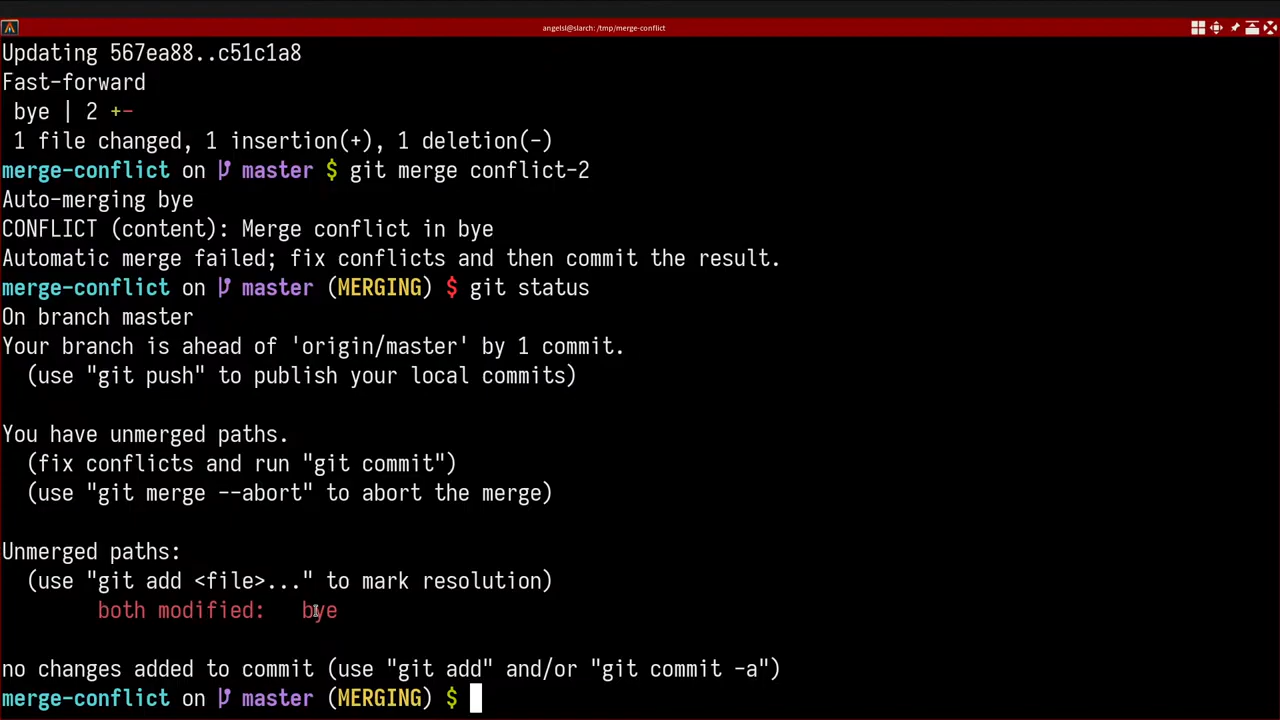 angelsl@slarch: /tmp/merge-conflict
Updating 567ea88..c51c1a8
Fast-forward
 bye | 2 +-
 1 file changed, 1 insertion(+), 1 deletion(-)
merge-conflict on master $ git merge conflict-2
Auto-merging bye
CONFLICT (content): Merge conflict in bye
Automatic merge failed; fix conflicts and then commit the result.
merge-conflict on master (MERGING) $ git status
On branch master
Your branch is ahead of 'origin/master' by 1 commit.
  (use "git push" to publish your local commits)
You have unmerged paths.
  (fix conflicts and run "git commit")
  (use "git merge --abort" to abort the merge)
Unmerged paths:
  (use "git add <file>..." to mark resolution)
        both modified:   bye
no changes added to commit (use "git add" and/or "git commit -a")
merge-conflict on master (MERGING) $